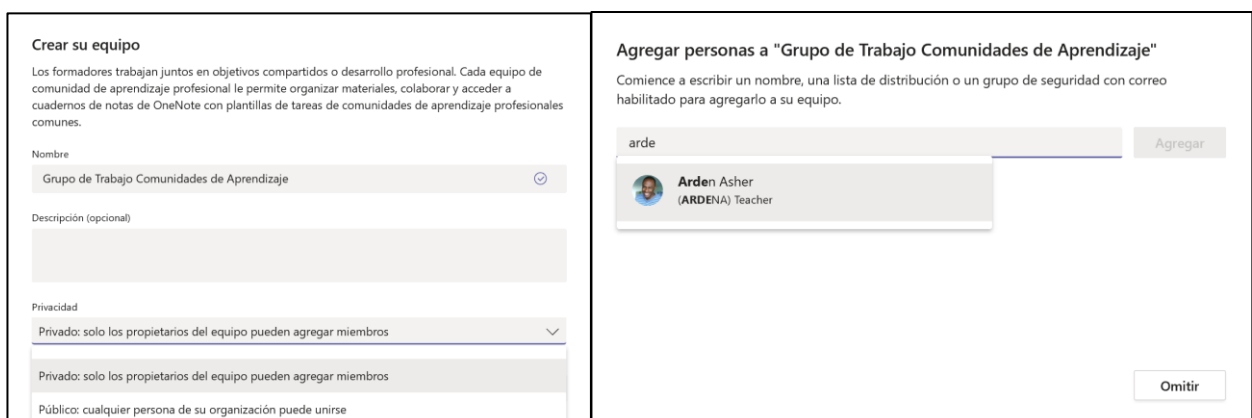 Crear su equipo
Los formadores trabajan juntos en objetivos compartidos o desarrollo profesional. Cada equipo de
comunidad de aprendizaje profesional le permite organizar materiales, colaborar y acceder a
cuadernos de notas de OneNote con plantillas de tareas de comunidades de aprendizaje profesionales
comunes.
Nombre
Grupo de Trabajo Comunidades de Aprendizaje
Descripción (opcional)
Privacidad
Privado: solo los propietarios del equipo pueden agregar miembros
Privado: solo los propietarios del equipo pueden agregar miembros
Público: cualquier persona de su organización puede unirse
Agregar personas a "Grupo de Trabajo Comunidades de Aprendizaje"
Comience a escribir un nombre, una lista de distribución o un grupo de seguridad con correo
habilitado para agregarlo a su equipo.
arde
Agregar
Arden Asher
(ARDENA) Teacher
Omitir